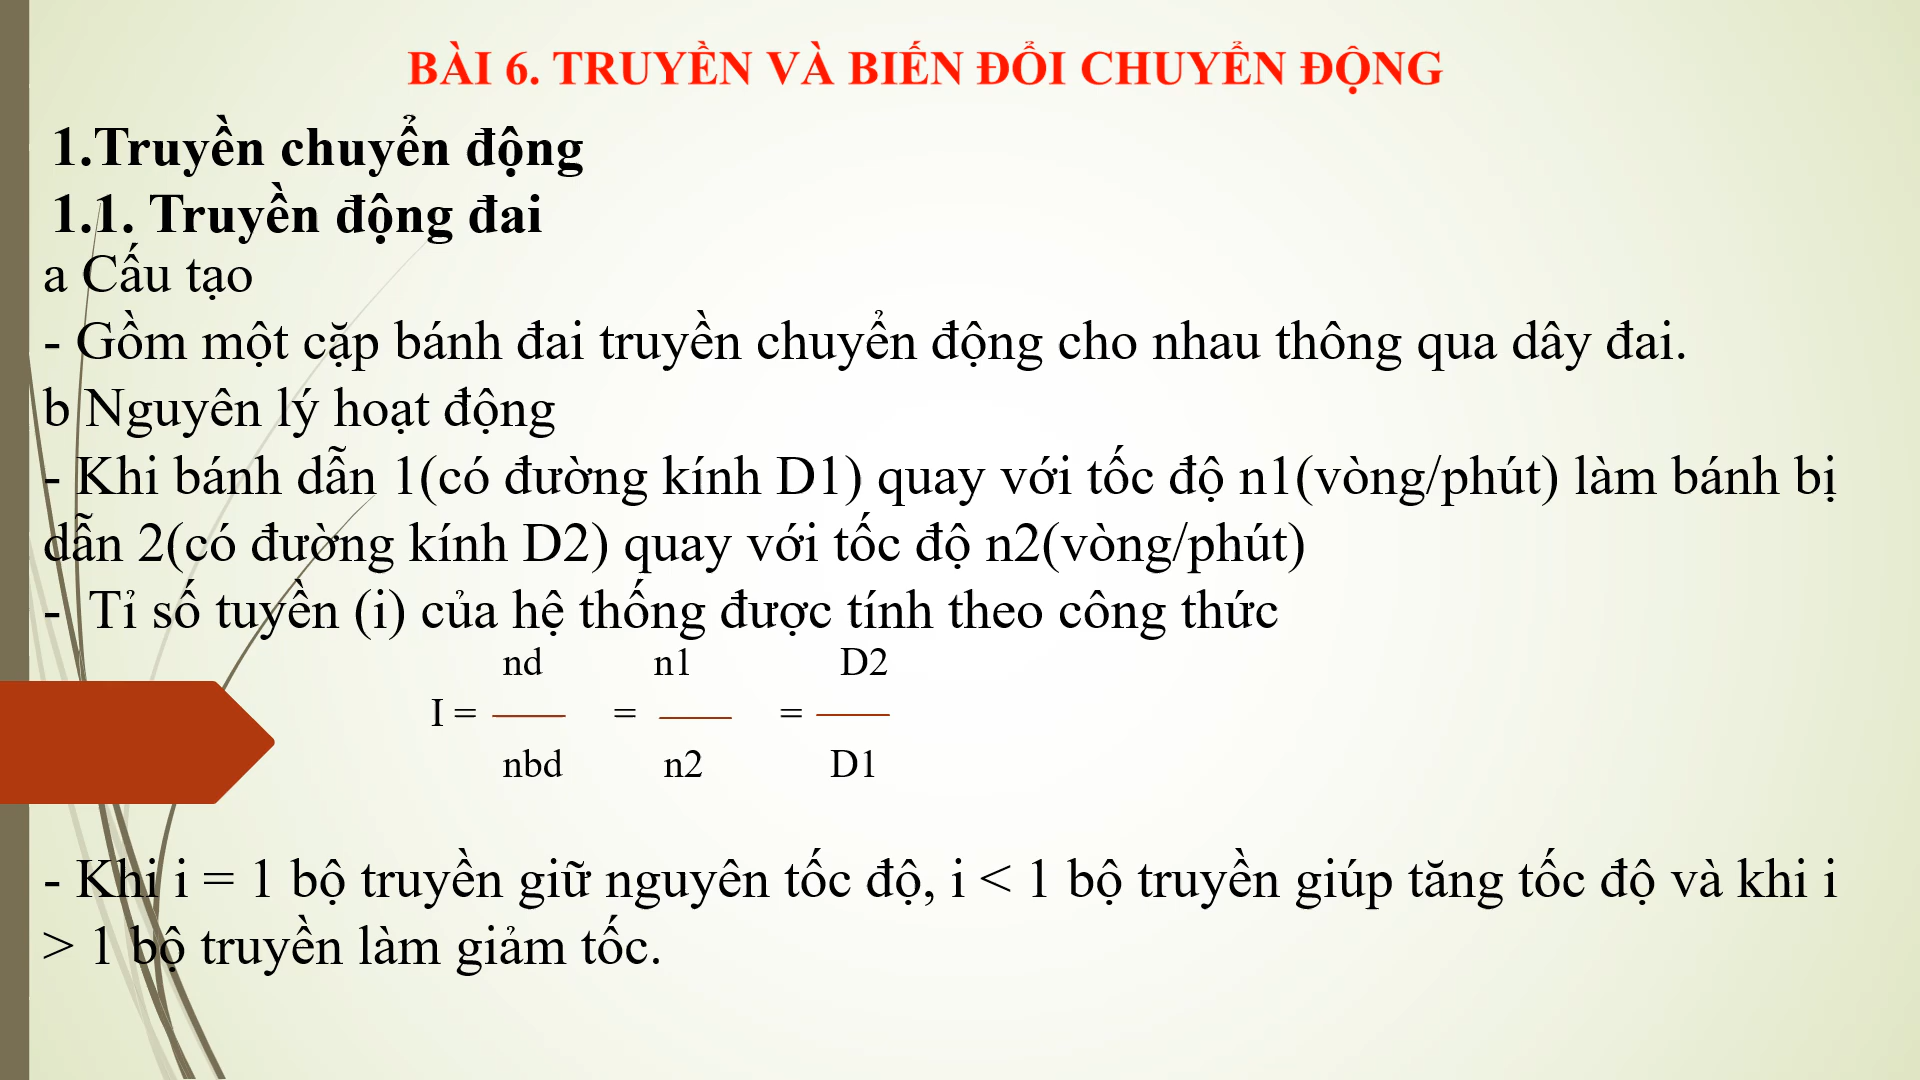 BÀI 6. TRUYỀN VÀ BIẾN ĐỔI CHUYỂN ĐỘNG
1.Truyền chuyển động
1.1. Truyền động đai
a Cấu tạo
- Gồm một cặp bánh đai truyền chuyển động cho nhau thông qua dây đai.
b Nguyên lý hoạt động
- Khi bánh dẫn 1(có đường kính D1) quay với tốc độ n1(vòng/phút) làm bánh bị
dẫn 2(có đường kính D2) quay với tốc độ n2(vòng/phút)
- Tỉ số tuyền (i) của hệ thống được tính theo công thức
nd n1 D2
I = = =
nbd n2 D1
- Khi i = 1 bộ truyền giữ nguyên tốc độ, i < 1 bộ truyền giúp tăng tốc độ và khi i
> 1 bộ truyền làm giảm tốc.